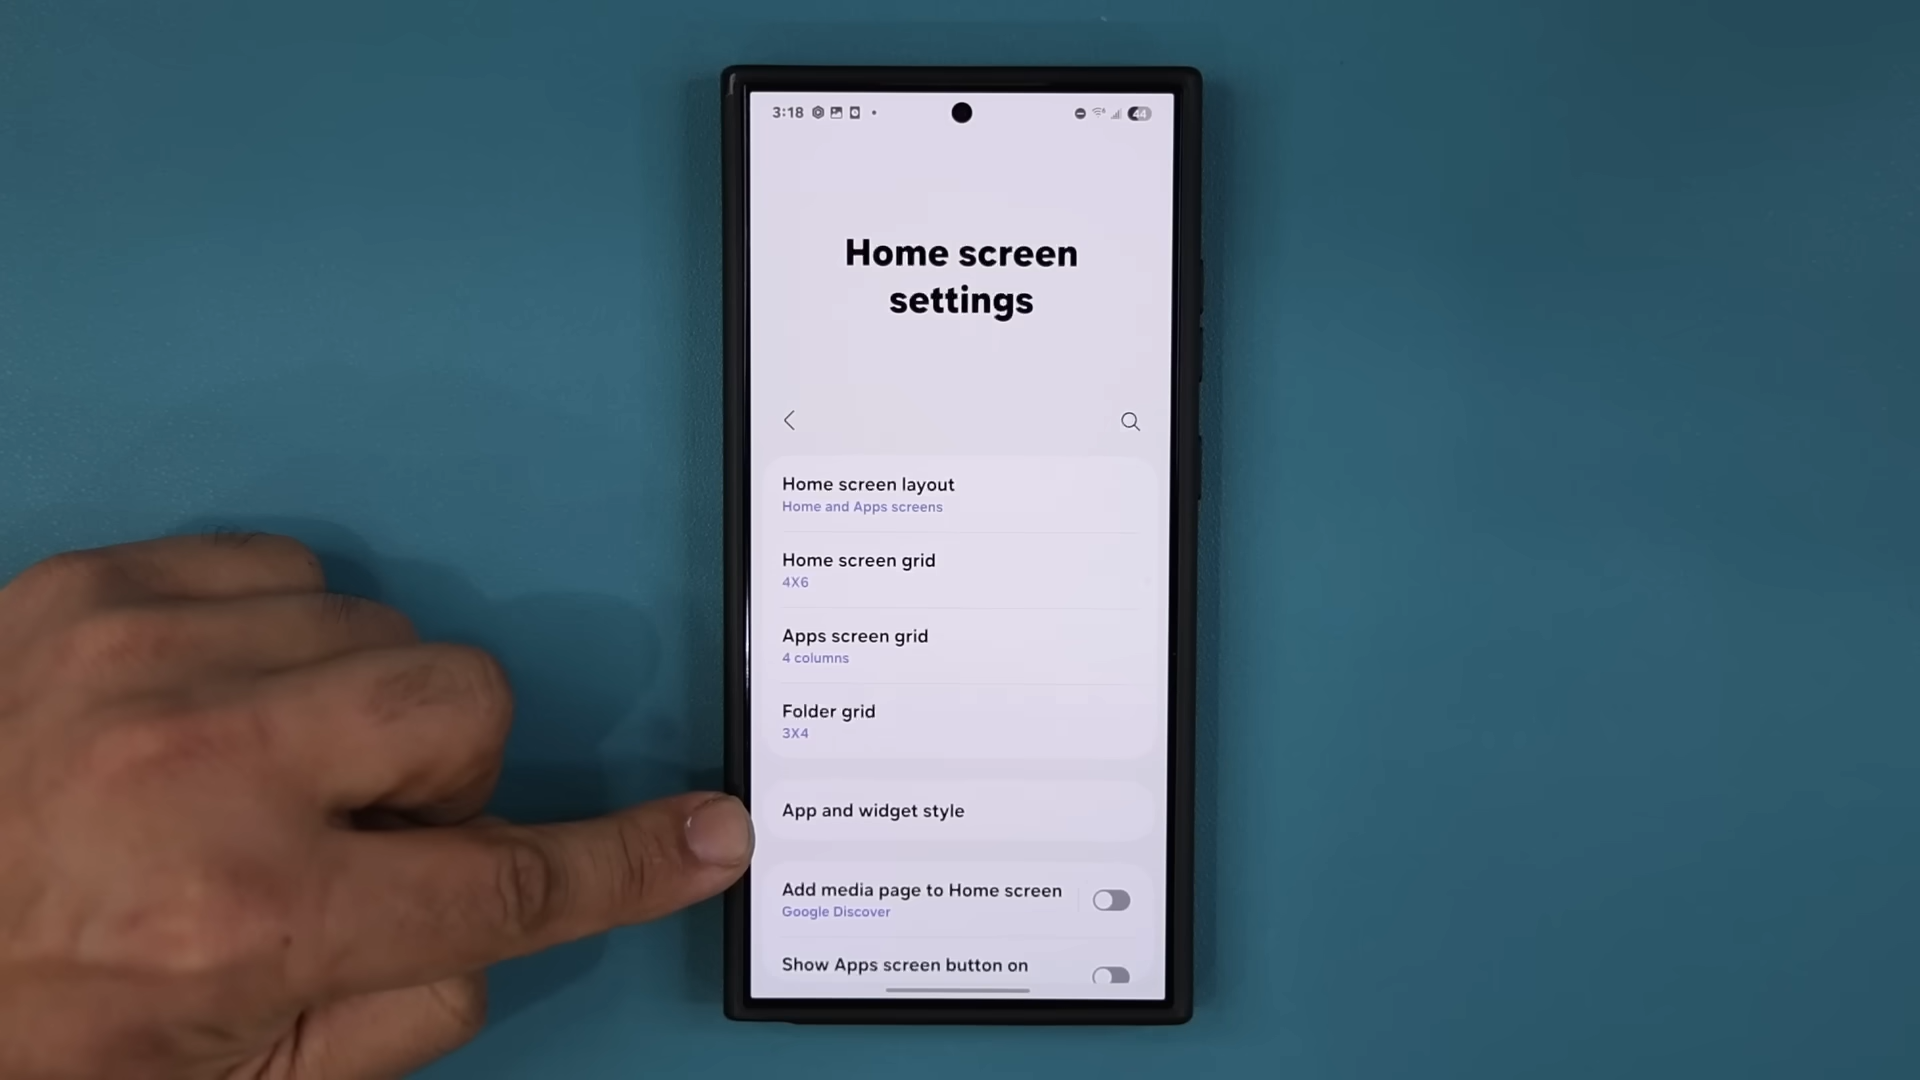 3:18
44
Home screen
settings
Home screen layout
Home and Apps screens
Home screen grid
4X6
Apps screen grid
4 columns
Folder grid
3X4
App and widget style
Add media page to Home screen
Google Discover
Show Apps screen button on